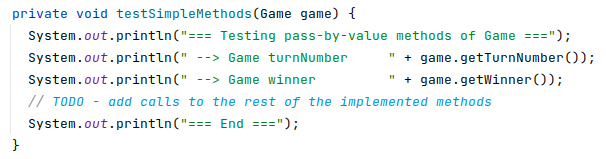 private void testSimpleMethods(Game game) {
  System.out.println("=== Testing pass-by-value methods of Game ===");
  System.out.println(" --> Game turnNumber     " + game.getTurnNumber());
  System.out.println(" --> Game winner         " + game.getWinner());
  // TODO - add calls to the rest of the implemented methods
  System.out.println("=== End ===");
}